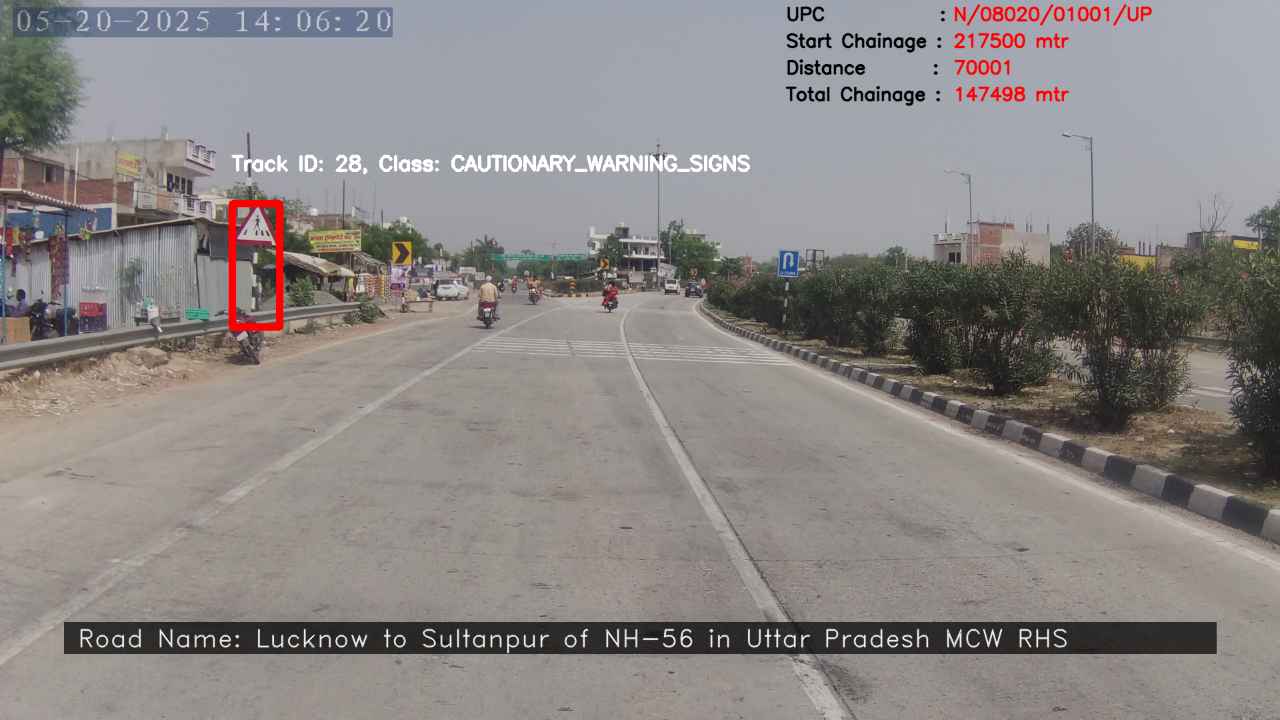 05-20-2025 14:06:20
UPC : N/08020/01001/UP
Start Chainage : 217500 mtr
Distance : 70001
Total Chainage : 147498 mtr
Track ID: 28, Class: CAUTIONARY_WARNING_SIGNS
Road Name: Lucknow to Sultanpur of NH-56 in Uttar Pradesh MCW RHS